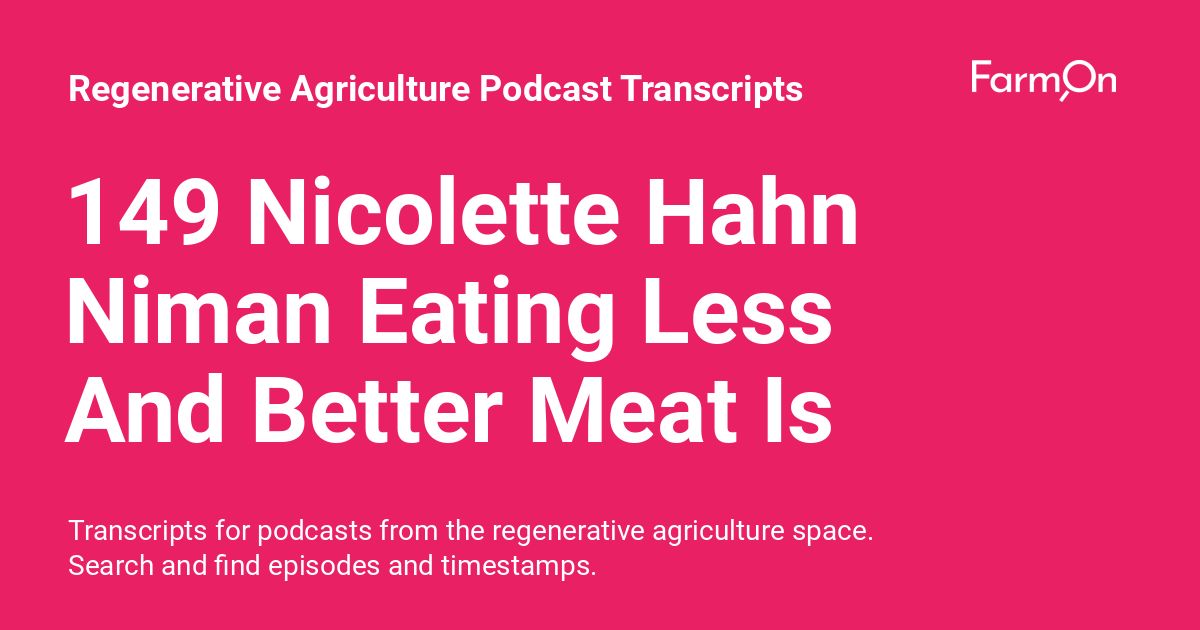 Regenerative Agriculture Podcast Transcripts
FarmOn
149 Nicolette Hahn
Niman Eating Less
And Better Meat Is
Transcripts for podcasts from the regenerative agriculture space.
Search and find episodes and timestamps.